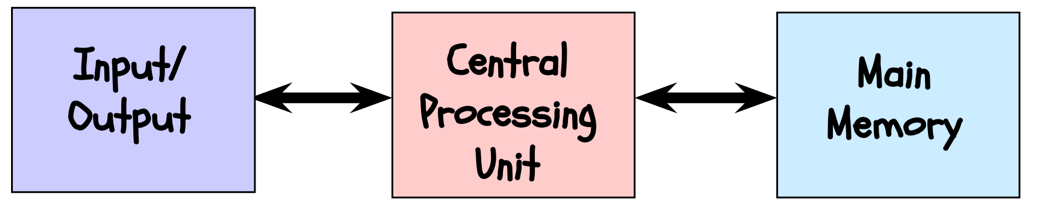 Input/
Output
Central
Processing
Unit
Main
Memory